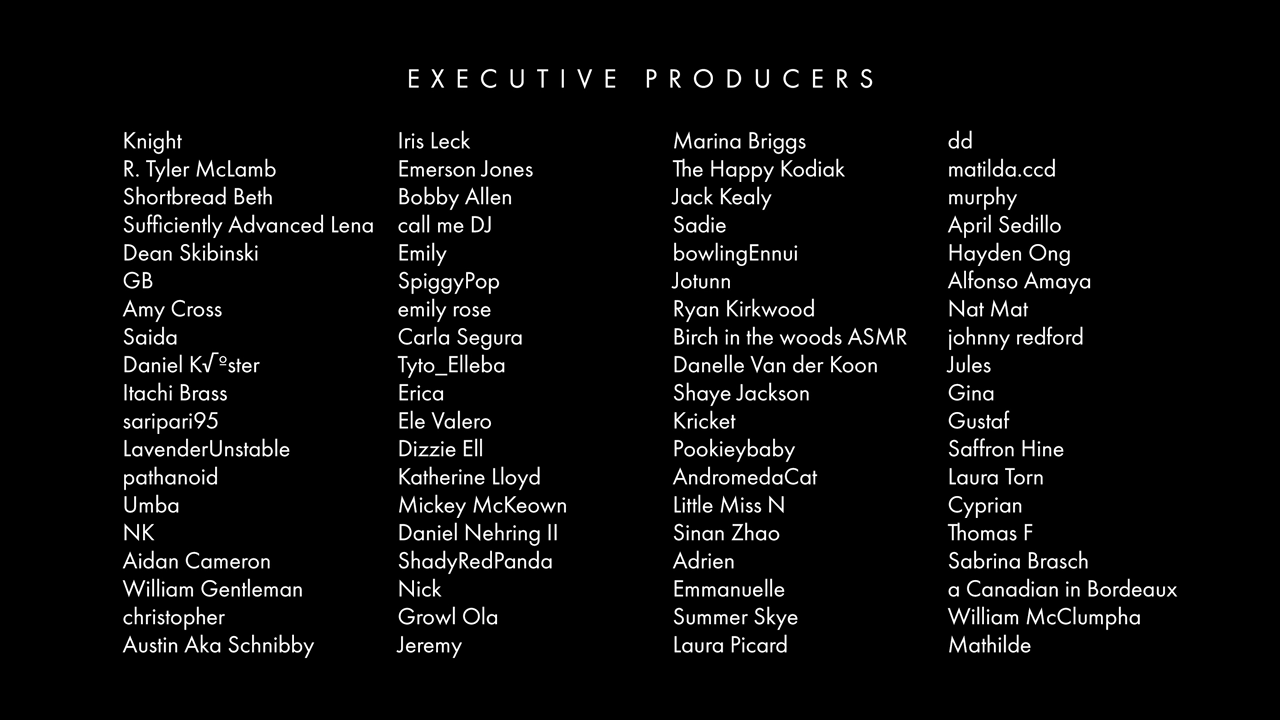 EXECUTIVE PRODUCERS
Knight
R. Tyler McLamb
Shortbread Beth
Sufficiently Advanced Lena
Dean Skibinski
GB
Amy Cross
Saida
Daniel K√ºster
Itachi Brass
saripari95
LavenderUnstable
pathanoid
Umba
NK
Aidan Cameron
William Gentleman
christopher
Austin Aka Schnibby
Iris Leck
Emerson Jones
Bobby Allen
call me DJ
Emily
SpiggyPop
emily rose
Carla Segura
Tyto_Elleba
Erica
Ele Valero
Dizzie Ell
Katherine Lloyd
Mickey McKeown
Daniel Nehring II
ShadyRedPanda
Nick
Growl Ola
Jeremy
Marina Briggs
The Happy Kodiak
Jack Kealy
Sadie
bowlingEnnui
Jotunn
Ryan Kirkwood
Birch in the woods ASMR
Danelle Van der Koon
Shaye Jackson
Kricket
Pookieybaby
AndromedaCat
Little Miss N
Sinan Zhao
Adrien
Emmanuelle
Summer Skye
Laura Picard
dd
matilda.ccd
murphy
April Sedillo
Hayden Ong
Alfonso Amaya
Nat Mat
johnny redford
Jules
Gina
Gustaf
Saffron Hine
Laura Torn
Cyprian
Thomas F
Sabrina Brasch
a Canadian in Bordeaux
William McClumpha
Mathilde